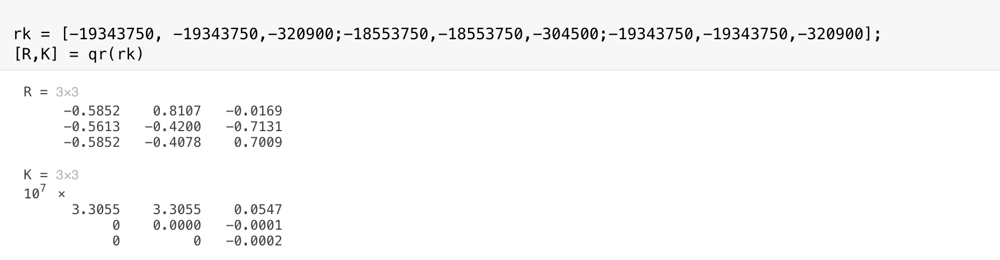 rk = [-19343750, -19343750,-320900;-18553750,-18553750,-304500;-19343750,-19343750,-320900];
[R,K] = qr(rk)
R = 3×3
-0.5852 0.8107 -0.0169
-0.5613 -0.4200 -0.7131
-0.5852 -0.4078 0.7009
K = 3×3
10^7 ×
3.3055 3.3055 0.0547
0 0.0000 -0.0001
0 0 -0.0002